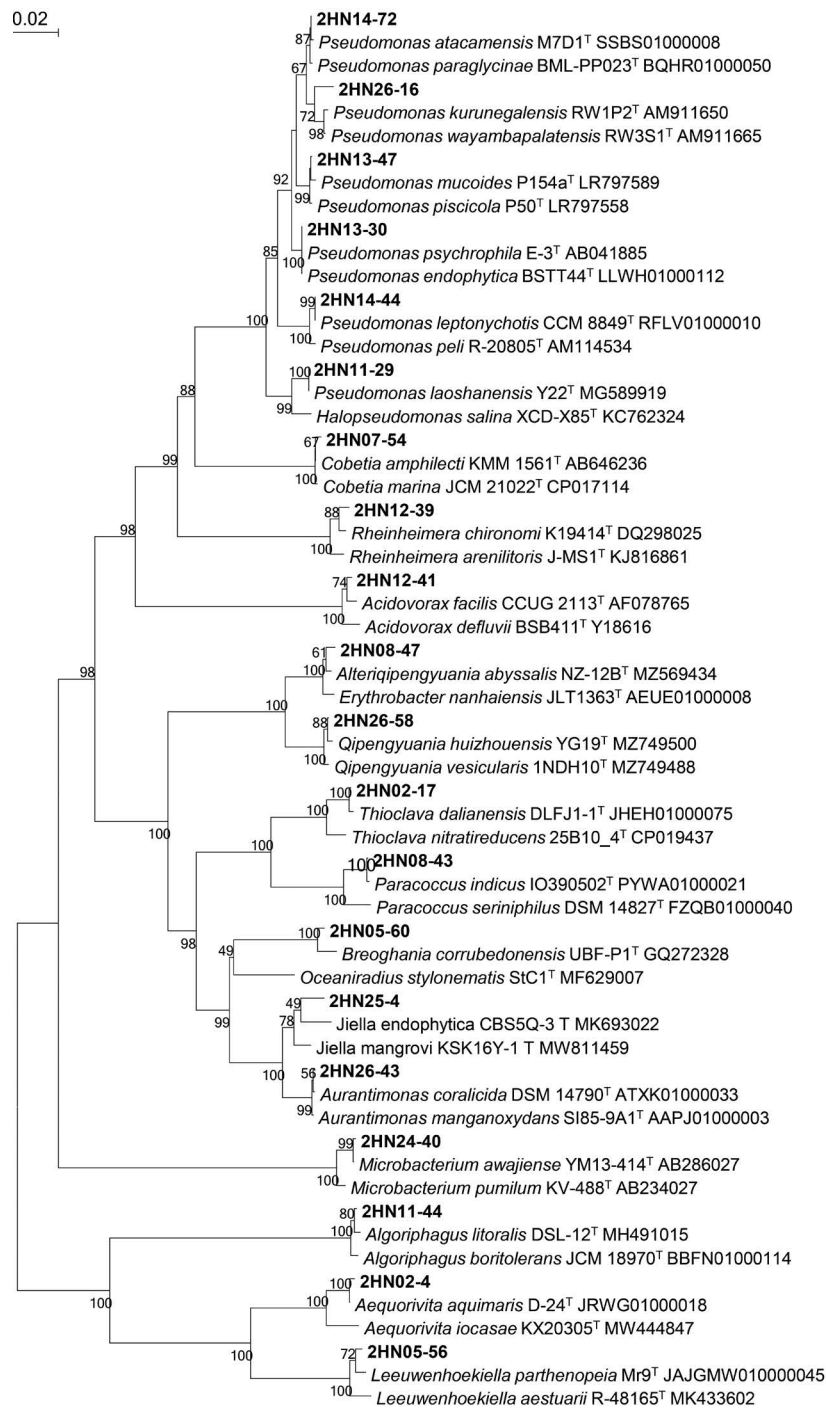 0.02
2HN14-72
87
Pseudomonas atacamensis M7D1ᵀ SSBS01000008
67
Pseudomonas paraglycinae BML-PP023ᵀ BQHR01000050
2HN26-16
72
Pseudomonas kurunegalensis RW1P2ᵀ AM911650
98
Pseudomonas wayambapalatensis RW3S1ᵀ AM911665
2HN13-47
92
Pseudomonas mucoides P154aᵀ LR797589
99
Pseudomonas piscicola P50ᵀ LR797558
2HN13-30
85
Pseudomonas psychrophila E-3ᵀ AB041885
100
Pseudomonas endophytica BSTT44ᵀ LLWH01000112
99
2HN14-44
100
Pseudomonas leptonychotis CCM 8849ᵀ RFLV01000010
100
Pseudomonas peli R-20805ᵀ AM114534
100
2HN11-29
88
Pseudomonas laoshanensis Y22ᵀ MG589919
99
Halopseudomonas salina XCD-X85ᵀ KC762324
67
2HN07-54
99
Cobetia amphilecti KMM 1561ᵀ AB646236
100
Cobetia marina JCM 21022ᵀ CP017114
88
2HN12-39
98
Rheinheimera chironomi K19414ᵀ DQ298025
100
Rheinheimera arenilitoris J-MS1ᵀ KJ816861
74
2HN12-41
Acidovorax facilis CCUG 2113ᵀ AF078765
100
Acidovorax defluvii BSB411ᵀ Y18616
61
2HN08-47
98
100
Alteriqipengyuania abyssalis NZ-12Bᵀ MZ569434
100
Erythrobacter nanhaiensis JLT1363ᵀ AEUE01000008
88
2HN26-58
Qipengyuania huizhouensis YG19ᵀ MZ749500
100
Qipengyuania vesicularis 1NDH10ᵀ MZ749488
100
2HN02-17
100
Thioclava dalianensis DLFJ1-1ᵀ JHEH01000075
100
100
Thioclava nitratireducens 25B10_4ᵀ CP019437
100
2HN08-43
Paracoccus indicus IO390502ᵀ PYWA01000021
100
Paracoccus seriniphilus DSM 14827ᵀ FZQB01000040
100
2HN05-60
98
49
Breoghania corrubedonensis UBF-P1ᵀ GQ272328
Oceaniradius stylonematis StC1ᵀ MF629007
49
2HN25-4
99
78
Jiella endophytica CBS5Q-3 T MK693022
Jiella mangrovi KSK16Y-1 T MW811459
100
56
2HN26-43
Aurantimonas coralicida DSM 14790ᵀ ATXK01000033
99
Aurantimonas manganoxydans SI85-9A1ᵀ AAPJ01000003
99
2HN24-40
Microbacterium awajiense YM13-414ᵀ AB286027
100
Microbacterium pumilum KV-488ᵀ AB234027
80
2HN11-44
100
Algoriphagus litoralis DSL-12ᵀ MH491015
Algoriphagus boritolerans JCM 18970ᵀ BBFN01000114
100
2HN02-4
100
100
Aequorivita aquimaris D-24ᵀ JRWG01000018
Aequorivita iocasae KX20305ᵀ MW444847
100
72
2HN05-56
Leeuwenhoekiella parthenopeia Mr9ᵀ JAJGMW010000045
100
Leeuwenhoekiella aestuarii R-48165ᵀ MK433602